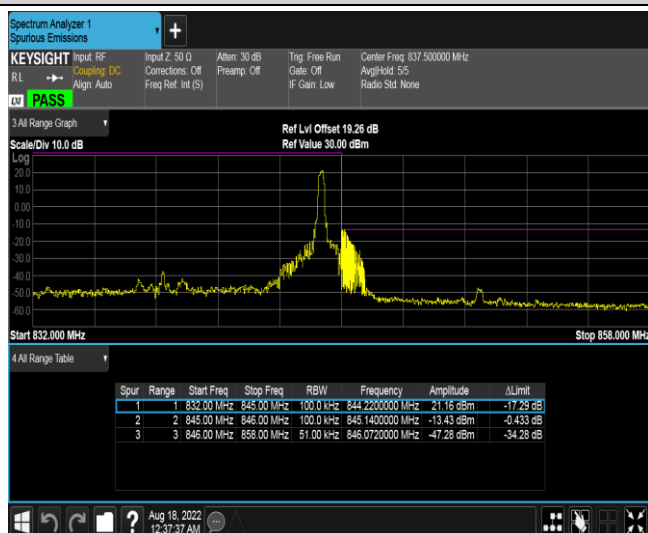 Spectrum Analyzer 1
Spurious Emissions
KEYSIGHT
R L
LXI
PASS
Input: RF
Coupling: DC
Align: Auto
Input Z: 50 Ω
Corrections: Off
Freq Ref: Int (S)
Atten: 30 dB
Preamp: Off
Trig: Free Run
Gate: Off
IF Gain: Low
Center Freq: 837.500000 MHz
Avg|Hold: 5/5
Radio Std: None
3 All Range Graph
Scale/Div 10.0 dB
Ref Lvl Offset 19.26 dB
Ref Value 30.00 dBm
Log
20.0
10.0
0.00
-10.0
-20.0
-30.0
-40.0
-50.0
-60.0
Start 832.000 MHz
Stop 858.000 MHz
4 All Range Table
Spur Range Start Freq Stop Freq RBW Frequency Amplitude ΔLimit
1 1 832.00 MHz 845.00 MHz 100.0 kHz 844.2200000 MHz 21.16 dBm -17.29 dB
2 2 845.00 MHz 846.00 MHz 100.0 kHz 845.1400000 MHz -13.43 dBm -0.433 dB
3 3 846.00 MHz 858.00 MHz 51.00 kHz 846.0720000 MHz -47.28 dBm -34.28 dB
?
Aug 18, 2022
12:37:37 AM